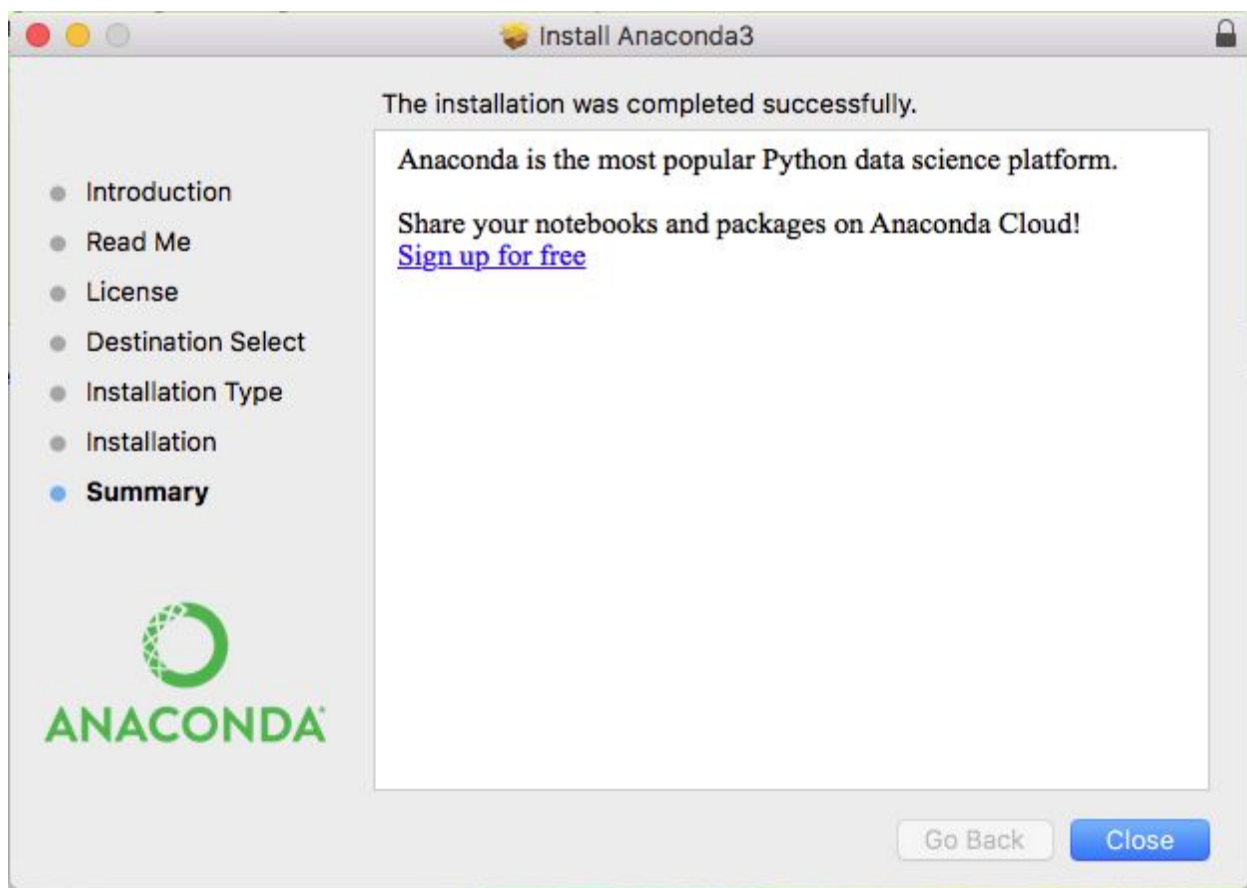 Install Anaconda3
The installation was completed successfully.
Introduction
Read Me
License
Destination Select
Installation Type
Installation
Summary
ANACONDA
Anaconda is the most popular Python data science platform.
Share your notebooks and packages on Anaconda Cloud!
Sign up for free
Go Back
Close